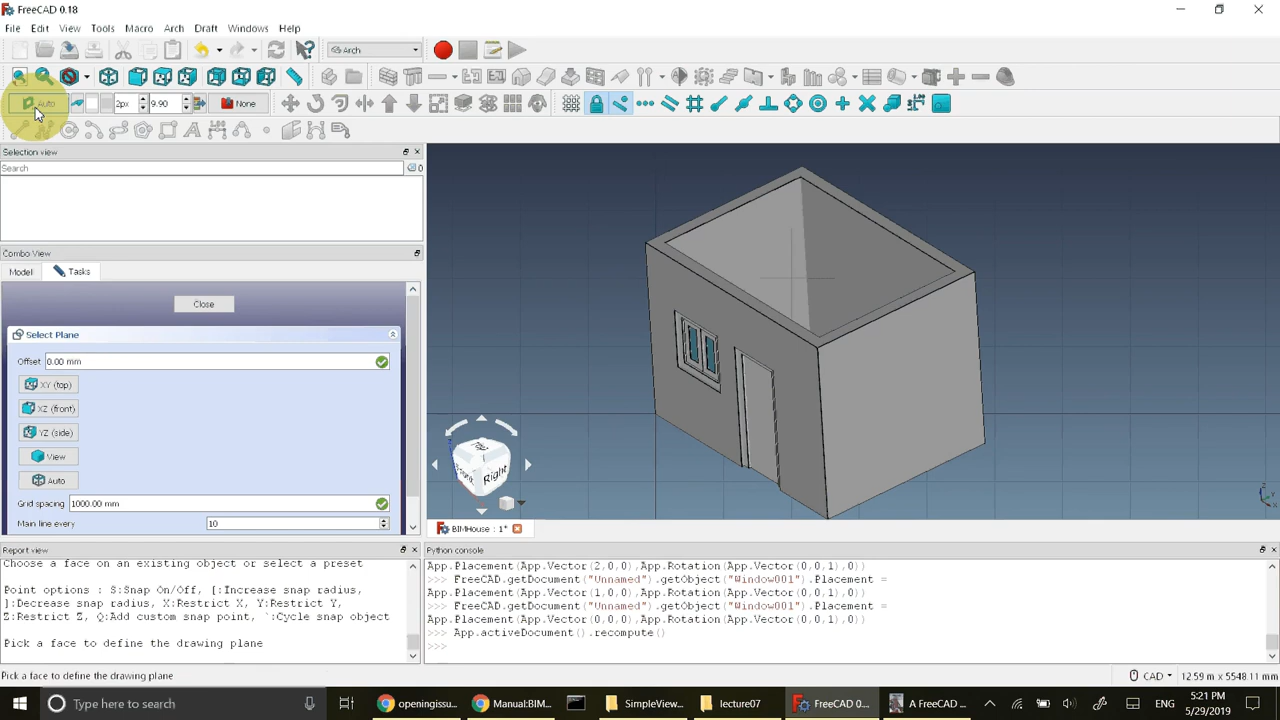 FreeCAD 0.18
File Edit View Tools Macro Arch Draft Windows Help
Arch
Auto 2px 9.90 None
Selection view
Search
0
Combo View
Model Tasks
Close
Select Plane
Offset 0.00 mm
XY (top)
XZ (front)
YZ (side)
View
Auto
Grid spacing 1000.00 mm
Main line every 10
Right
BIMHouse : 1*
Report view
Choose a face on an existing object or select a preset
Point options : S:Snap On/Off, [:Increase snap radius,
]:Decrease snap radius, X:Restrict X, Y:Restrict Y,
Z:Restrict Z, Q:Add custom snap point, `:Cycle snap object
Pick a face to define the drawing plane
Python console
App.Placement(App.Vector(2,0,0),App.Rotation(App.Vector(0,0,1),0))
>>> FreeCAD.getDocument("Unnamed").getObject("Window001").Placement =
App.Placement(App.Vector(1,0,0),App.Rotation(App.Vector(0,0,1),0))
>>> FreeCAD.getDocument("Unnamed").getObject("Window001").Placement =
App.Placement(App.Vector(0,0,0),App.Rotation(App.Vector(0,0,1),0))
>>> App.activeDocument().recompute()
>>>
Pick a face to define the drawing plane
CAD 12.59 m x 5548.11 mm
Type here to search
openingissu...
Manual:BIM...
SimpleView...
lecture07
FreeCAD 0....
A FreeCAD ...
ENG
5:21 PM
5/29/2019